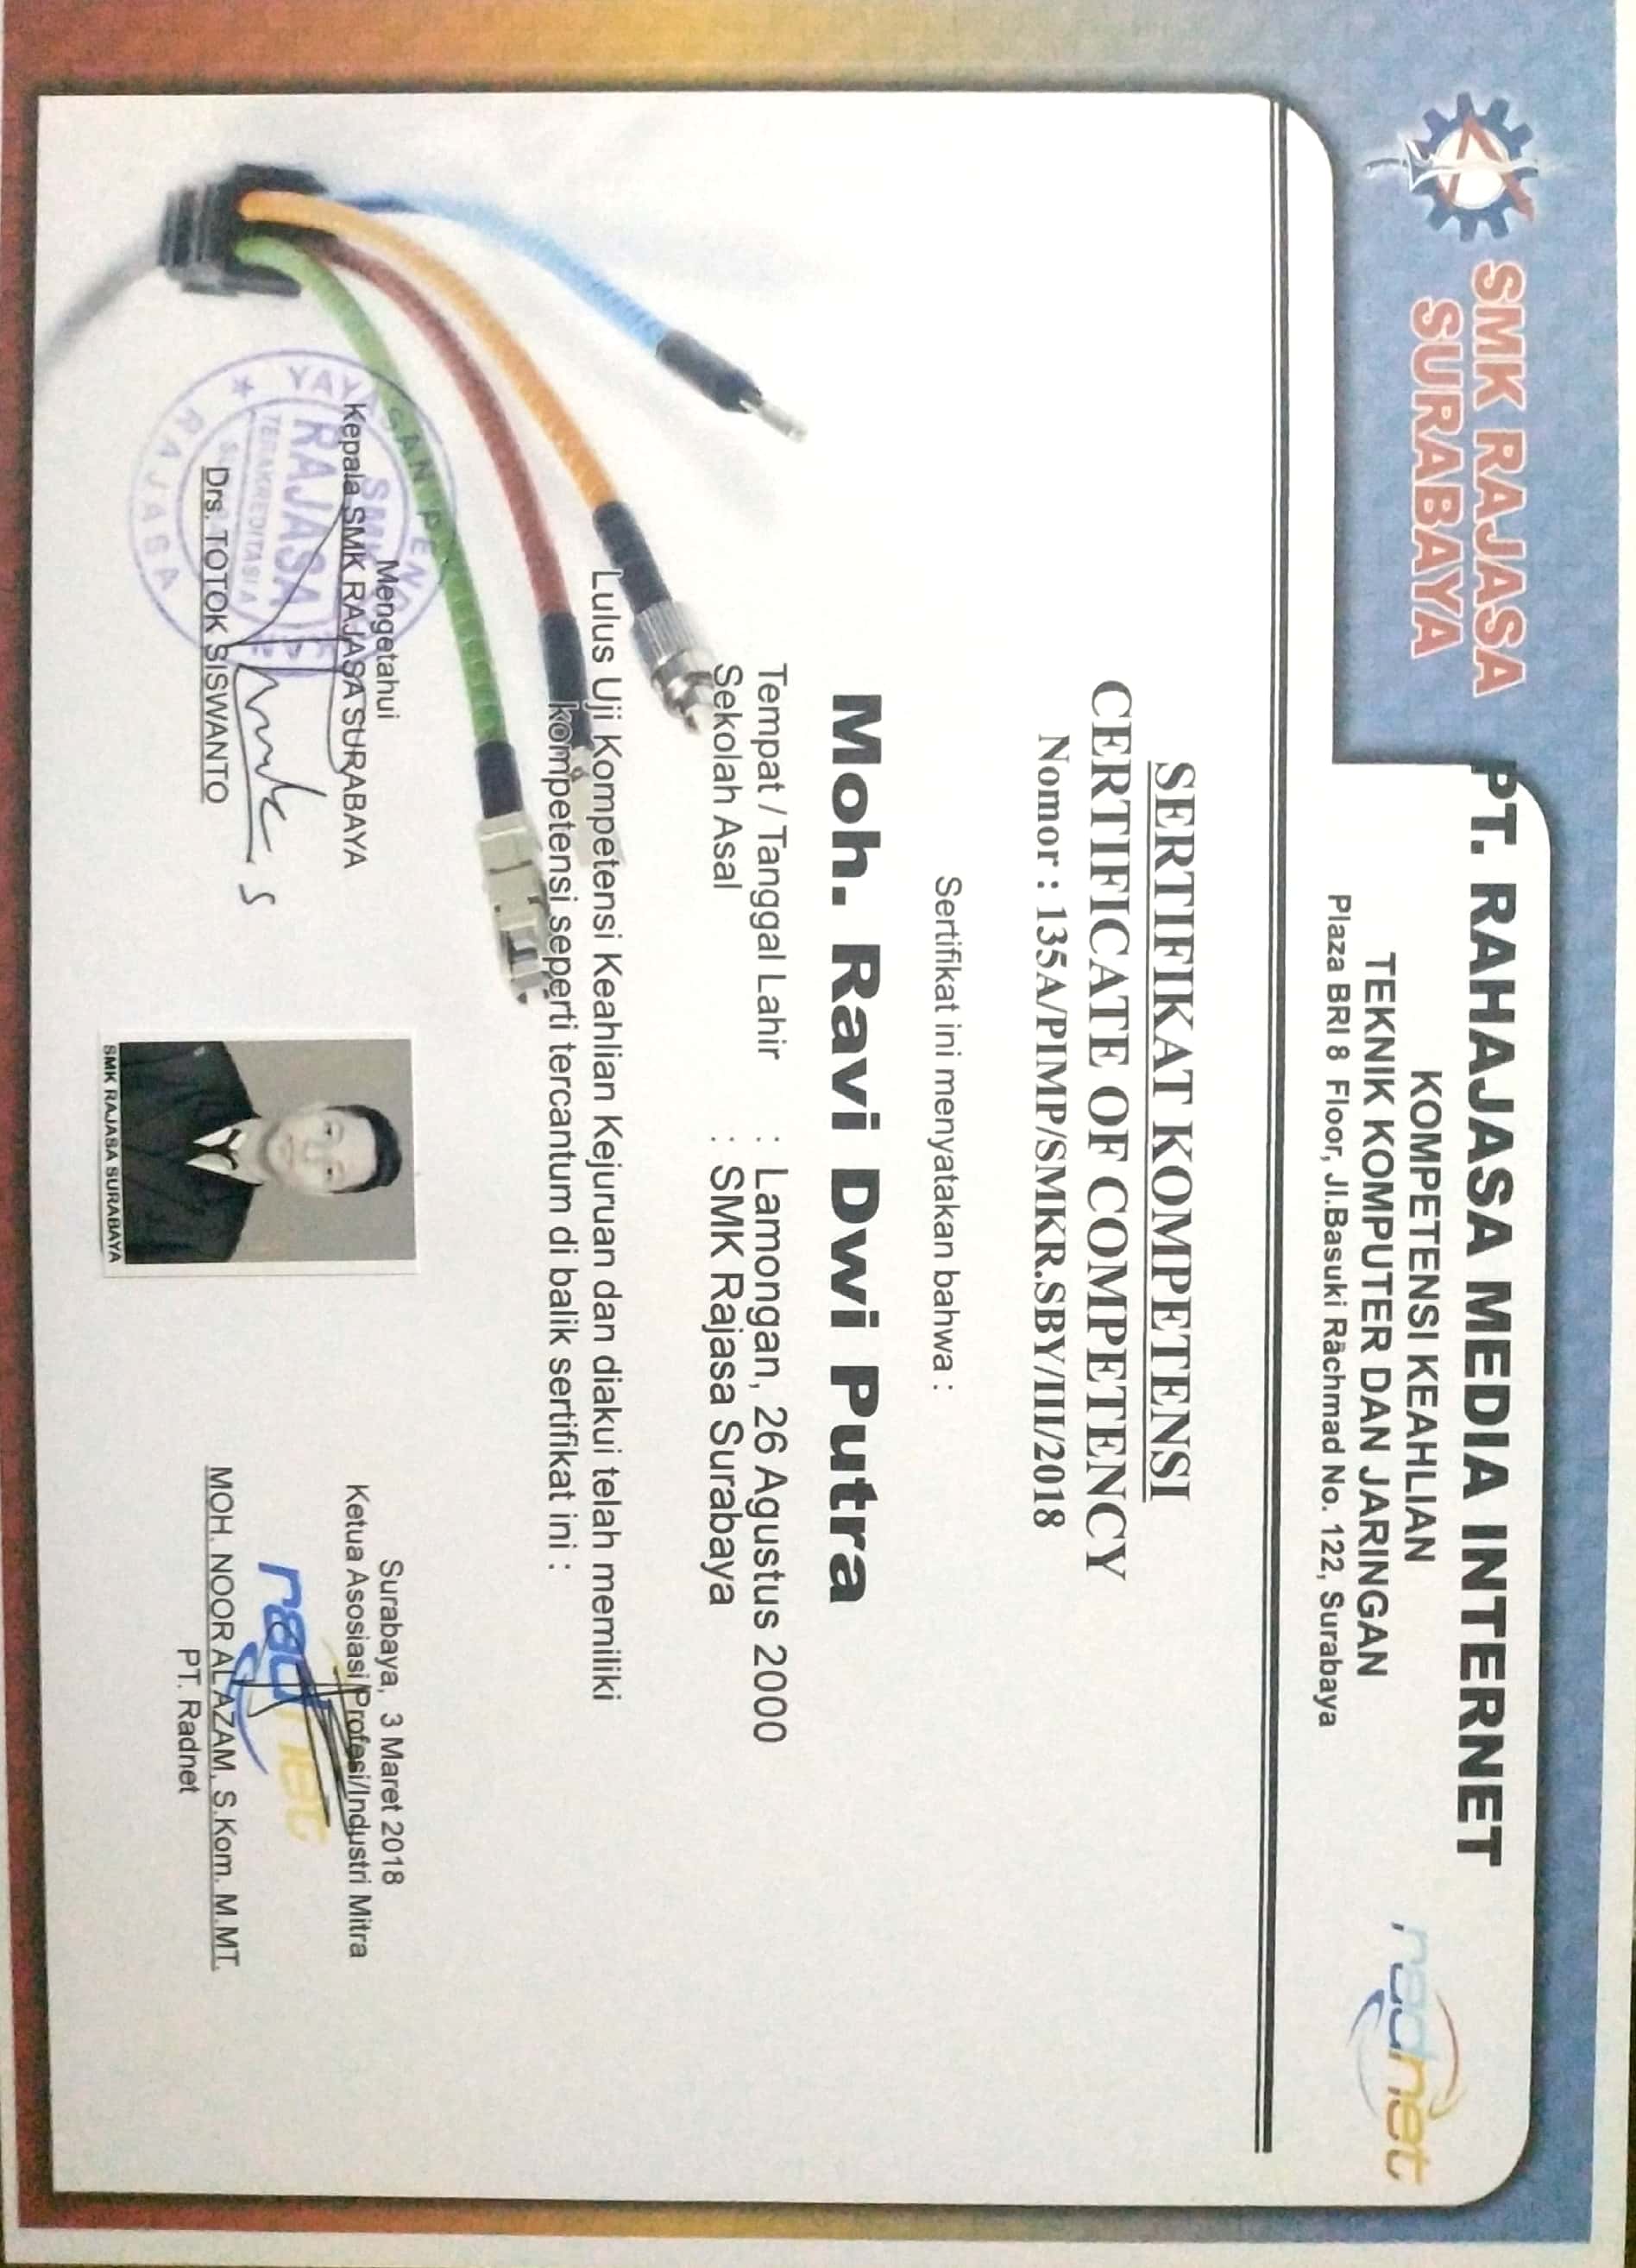 SMK RAJASA
SURABAYA
PT. RAHAJASA MEDIA INTERNET
KOMPETENSI KEAHLIAN
TEKNIK KOMPUTER DAN JARINGAN
Plaza BRI 8 Floor, Jl.Basuki Rachmad No. 122, Surabaya
radnet
SERTIFIKAT KOMPETENSI
CERTIFICATE OF COMPETENCY
Nomor : 135A/PIMP/SMKR.SBY/III/2018
Sertifikat ini menyatakan bahwa :
Moh. Ravi Dwi Putra
Tempat / Tanggal Lahir : Lamongan, 26 Agustus 2000
Sekolah Asal : SMK Rajasa Surabaya
Lulus Uji Kompetensi Keahlian Kejuruan dan diakui telah memiliki
kompetensi seperti tercantum di balik sertifikat ini :
Mengetahui
Kepala SMK RAJASA SURABAYA
YAYASAN PENDIDIKAN
SMK
RAJASA
TERAKREDITASI A
RAJASA
Drs. TOTOK SISWANTO
SMK RAJASA SURABAYA
Surabaya, 3 Maret 2018
Ketua Asosiasi Profesi/Industri Mitra
radnet
MOH. NOOR AL AZAM, S.Kom. M.MT.
PT. Radnet